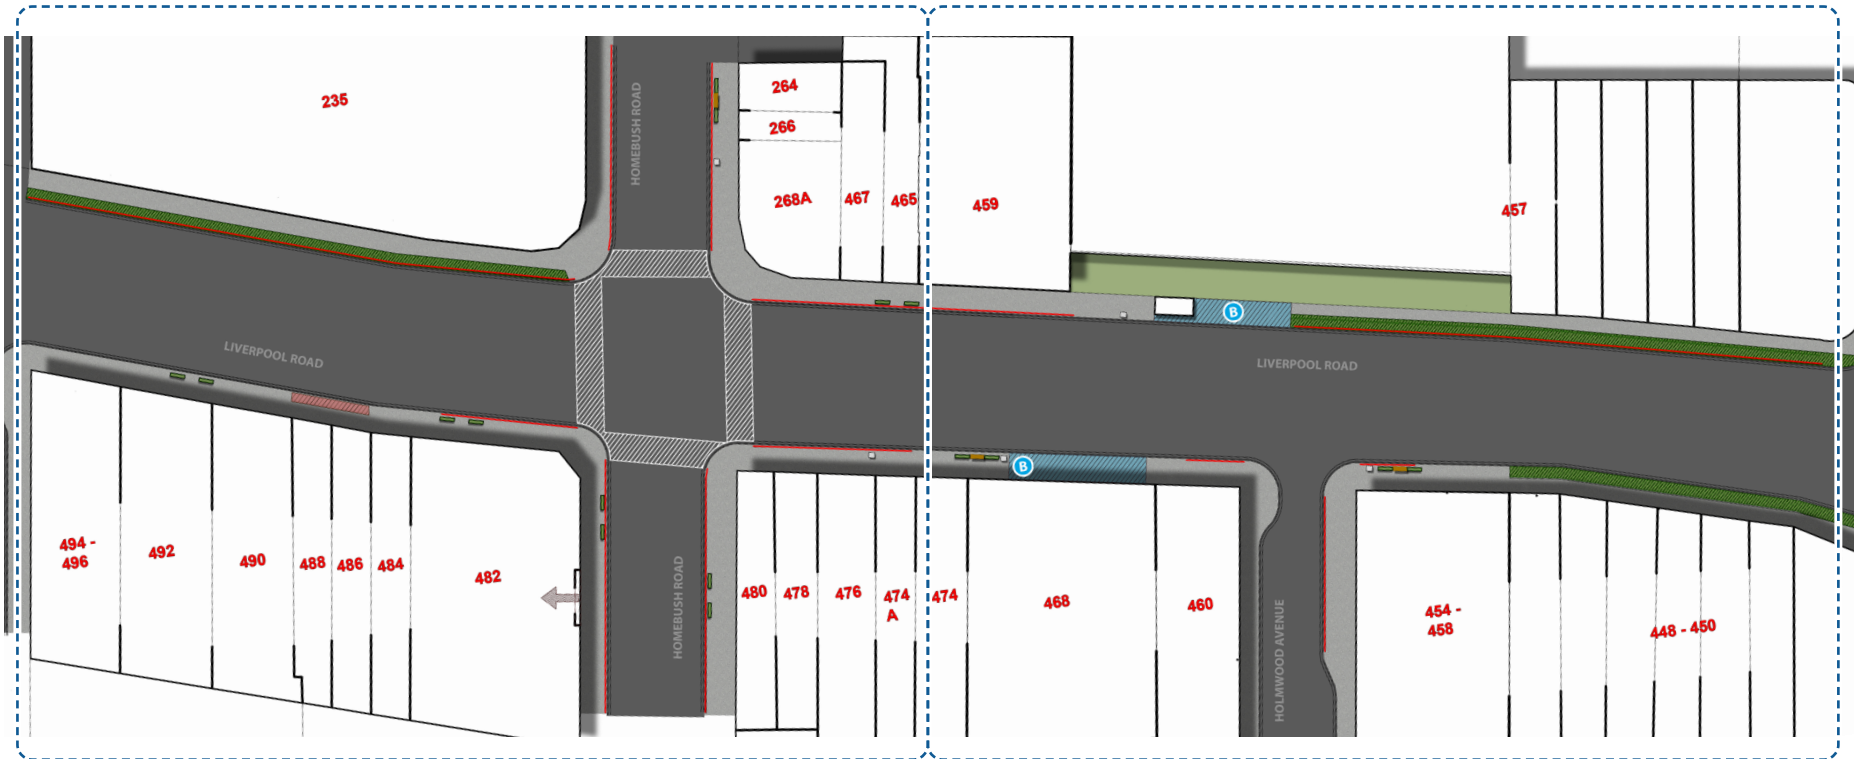 235
HOMEBUSH ROAD
264
266
268A
467
465
459
457
B
LIVERPOOL ROAD
LIVERPOOL ROAD
B
494 -
496
492
490
488
486
484
482
HOMEBUSH ROAD
480
478
476
474
A
474
468
460
HOLMWOOD AVENUE
454 -
458
448 - 450